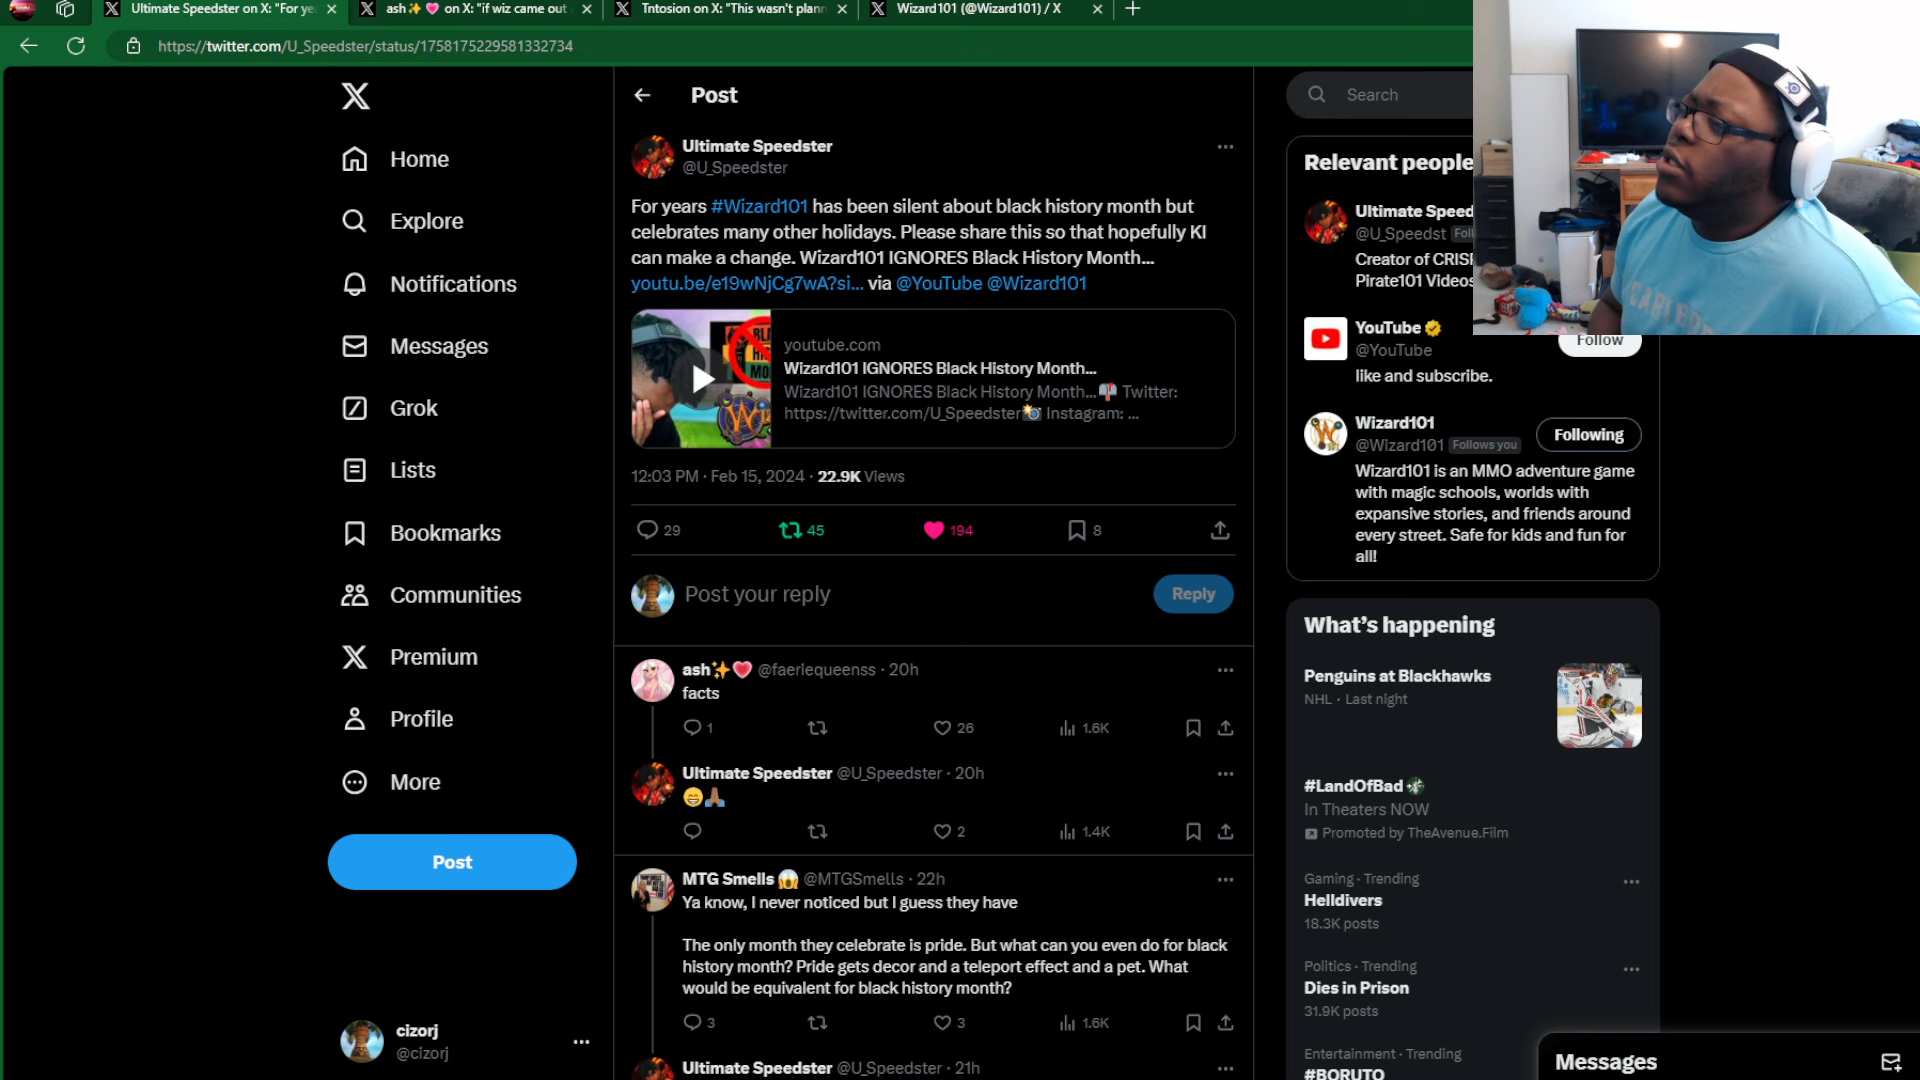 Ultimate Speedster on X: "For ye
ash✨💗 on X: "if wiz came out
Tntosion on X: "This wasn't plann
Wizard101 (@Wizard101) / X
https://twitter.com/U_Speedster/status/1758175229581332734
Home
Explore
Notifications
Messages
Grok
Lists
Bookmarks
Communities
Premium
Profile
More
Post
cizorj
@cizorj
Post
Ultimate Speedster
@U_Speedster
For years #Wizard101 has been silent about black history month but
celebrates many other holidays. Please share this so that hopefully KI
can make a change. Wizard101 IGNORES Black History Month...
youtu.be/e19wNjCg7wA?si... via @YouTube @Wizard101
youtube.com
Wizard101 IGNORES Black History Month...
Wizard101 IGNORES Black History Month...📬 Twitter:
https://twitter.com/U_Speedster📸 Instagram: ...
12:03 PM · Feb 15, 2024 · 22.9K Views
29 45 194 8
Post your reply
Reply
ash✨💗 @faerlequeenss · 20h
facts
1 26 1.6K
Ultimate Speedster @U_Speedster · 20h
😁🙏🏾
2 1.4K
MTG Smells 😱 @MTGSmells · 22h
Ya know, I never noticed but I guess they have
The only month they celebrate is pride. But what can you even do for black
history month? Pride gets decor and a teleport effect and a pet. What
would be equivalent for black history month?
3 3 1.6K
Ultimate Speedster @U_Speedster · 21h
Search
Relevant people
Ultimate Speed
@U_Speedst Foll
Creator of CRISP
Pirate101 Videos
YouTube
@YouTube
Follow
like and subscribe.
Wizard101
@Wizard101 Follows you
Following
Wizard101 is an MMO adventure game
with magic schools, worlds with
expansive stories, and friends around
every street. Safe for kids and fun for
all!
What's happening
Penguins at Blackhawks
NHL · Last night
#LandOfBad
In Theaters NOW
Promoted by TheAvenue.Film
Gaming · Trending
Helldivers
18.3K posts
Politics · Trending
Dies in Prison
31.9K posts
Entertainment · Trending
#BORUTO
Messages